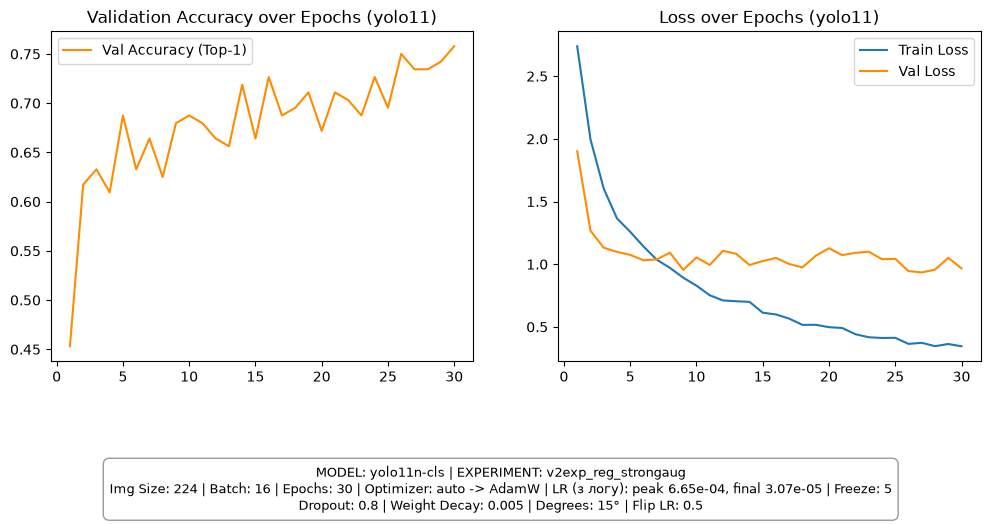 Validation Accuracy over Epochs (yolo11)
Val Accuracy (Top-1)
0.75
0.70
0.65
0.60
0.55
0.50
0.45
0 5 10 15 20 25 30
Loss over Epochs (yolo11)
Train Loss
Val Loss
2.5
2.0
1.5
1.0
0.5
0 5 10 15 20 25 30
MODEL: yolo11n-cls | EXPERIMENT: v2exp_reg_strongaug
Img Size: 224 | Batch: 16 | Epochs: 30 | Optimizer: auto -> AdamW | LR (з логу): peak 6.65e-04, final 3.07e-05 | Freeze: 5
Dropout: 0.8 | Weight Decay: 0.005 | Degrees: 15° | Flip LR: 0.5